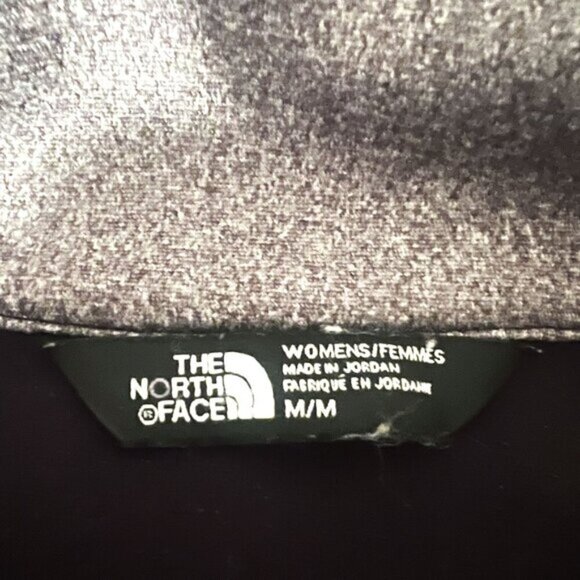 THE
NORTH
®FACE
WOMENS/FEMMES
MADE IN JORDAN
FABRIQUÉ EN JORDANIE
M/M